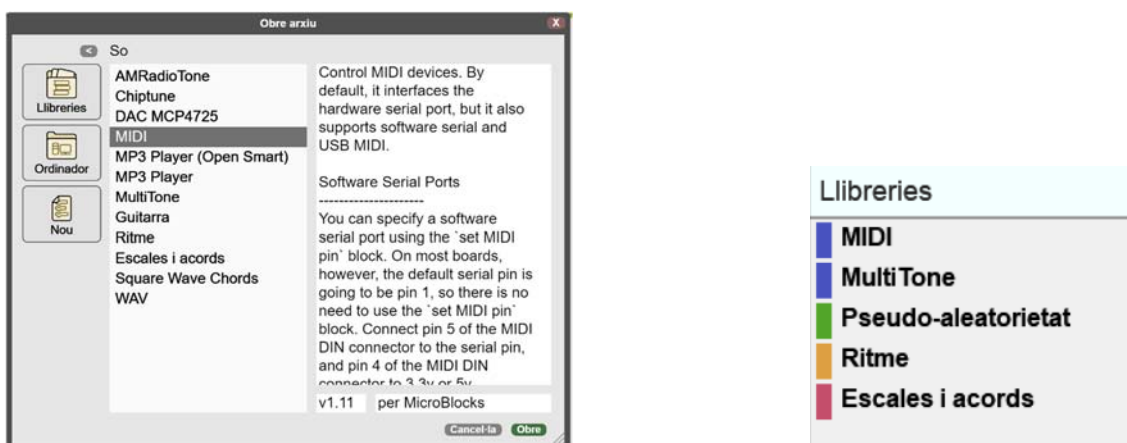 Obre arxiu
X
< So
Llibreries
Ordinador
Nou
AMRadioTone
Chiptune
DAC MCP4725
MIDI
MP3 Player (Open Smart)
MP3 Player
MultiTone
Guitarra
Ritme
Escales i acords
Square Wave Chords
WAV
Control MIDI devices. By
default, it interfaces the
hardware serial port, but it also
supports software serial and
USB MIDI.
Software Serial Ports
---------------------
You can specify a software
serial port using the `set MIDI
pin` block. On most boards,
however, the default serial pin is
going to be pin 1, so there is no
need to use the `set MIDI pin`
block. Connect pin 5 of the MIDI
DIN connector to the serial pin,
and pin 4 of the MIDI DIN
connector to 3.3v or 5v
v1.11 per MicroBlocks
Cancel·la Obre
Llibreries
MIDI
MultiTone
Pseudo-aleatorietat
Ritme
Escales i acords